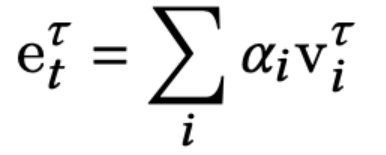 e_t^τ = ∑_i α_i v_i^τ